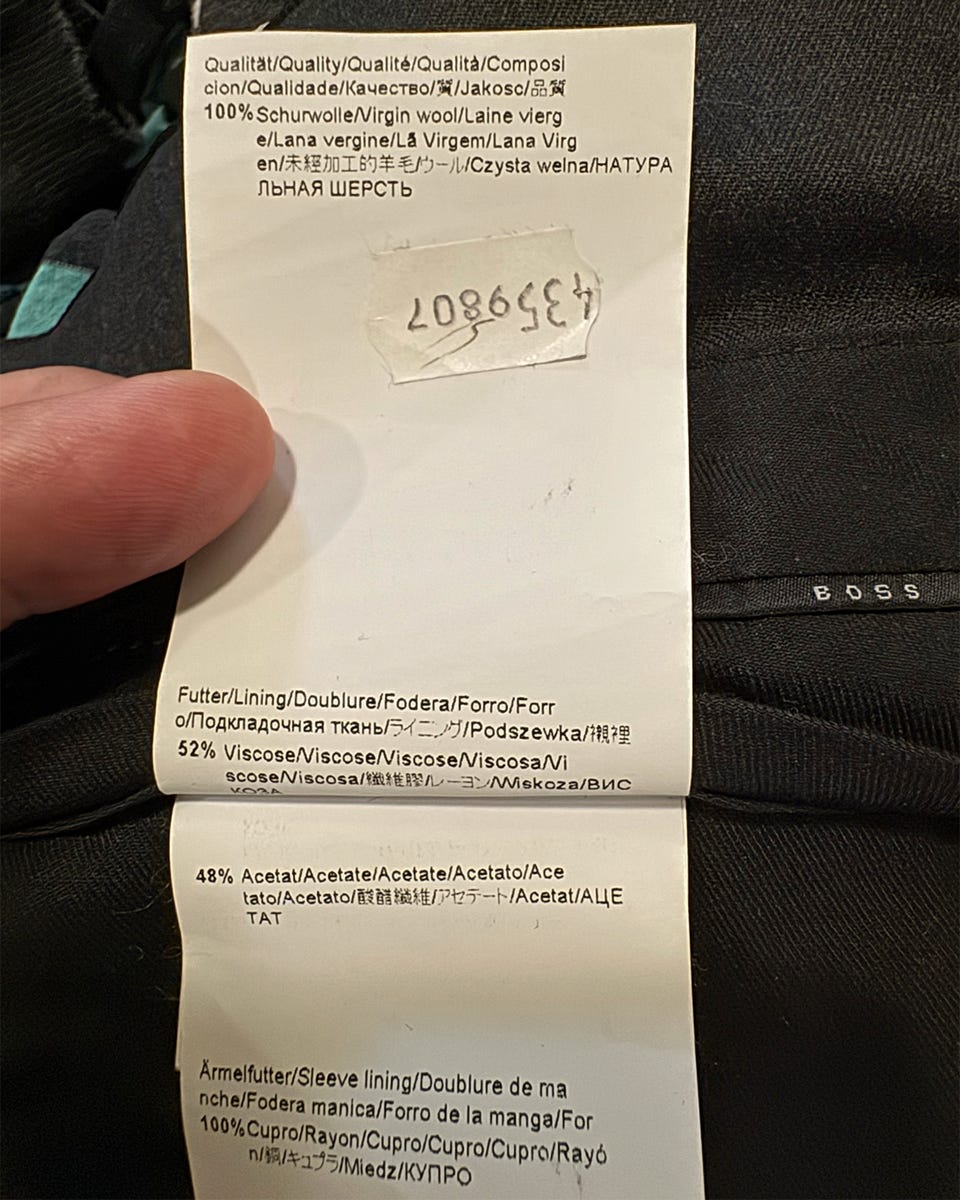 Qualität/Quality/Qualité/Qualità/Composi
cion/Qualidade/Качество/質/Jakosc/品質
100% Schurwolle/Virgin wool/Laine vierg
e/Lana vergine/Lã Virgem/Lana Virg
en/未經加工的羊毛/ウール/Czysta welna/НАТУРА
ЛЬНАЯ ШЕРСТЬ
4359807
BOSS
Futter/Lining/Doublure/Fodera/Forro/Forr
o/Подкладочная ткань/ライニング/Podszewka/襯裡
52% Viscose/Viscose/Viscose/Viscosa/Vi
scose/Viscosa/纖維膠/レーヨン/Wiskoza/ВИС
КОЗА
48% Acetat/Acetate/Acetate/Acetato/Ace
tato/Acetato/醋酸纖維/アセテート/Acetat/АЦЕ
ТАТ
Ärmelfutter/Sleeve lining/Doublure de ma
nche/Fodera manica/Forro de la manga/For
100% Cupro/Rayon/Cupro/Cupro/Cupro/Rayó
n/銅/キュプラ/Miedz/КУПРО